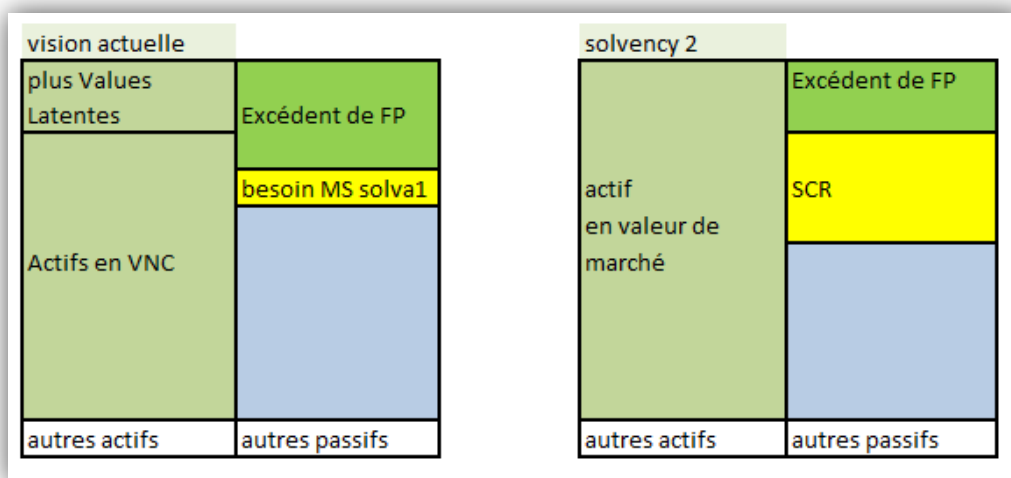 vision actuelle
plus Values
Latentes
Excédent de FP
besoin MS solva1
Actifs en VNC
autres actifs
autres passifs
solvency 2
Excédent de FP
actif
en valeur de
marché
SCR
autres actifs
autres passifs